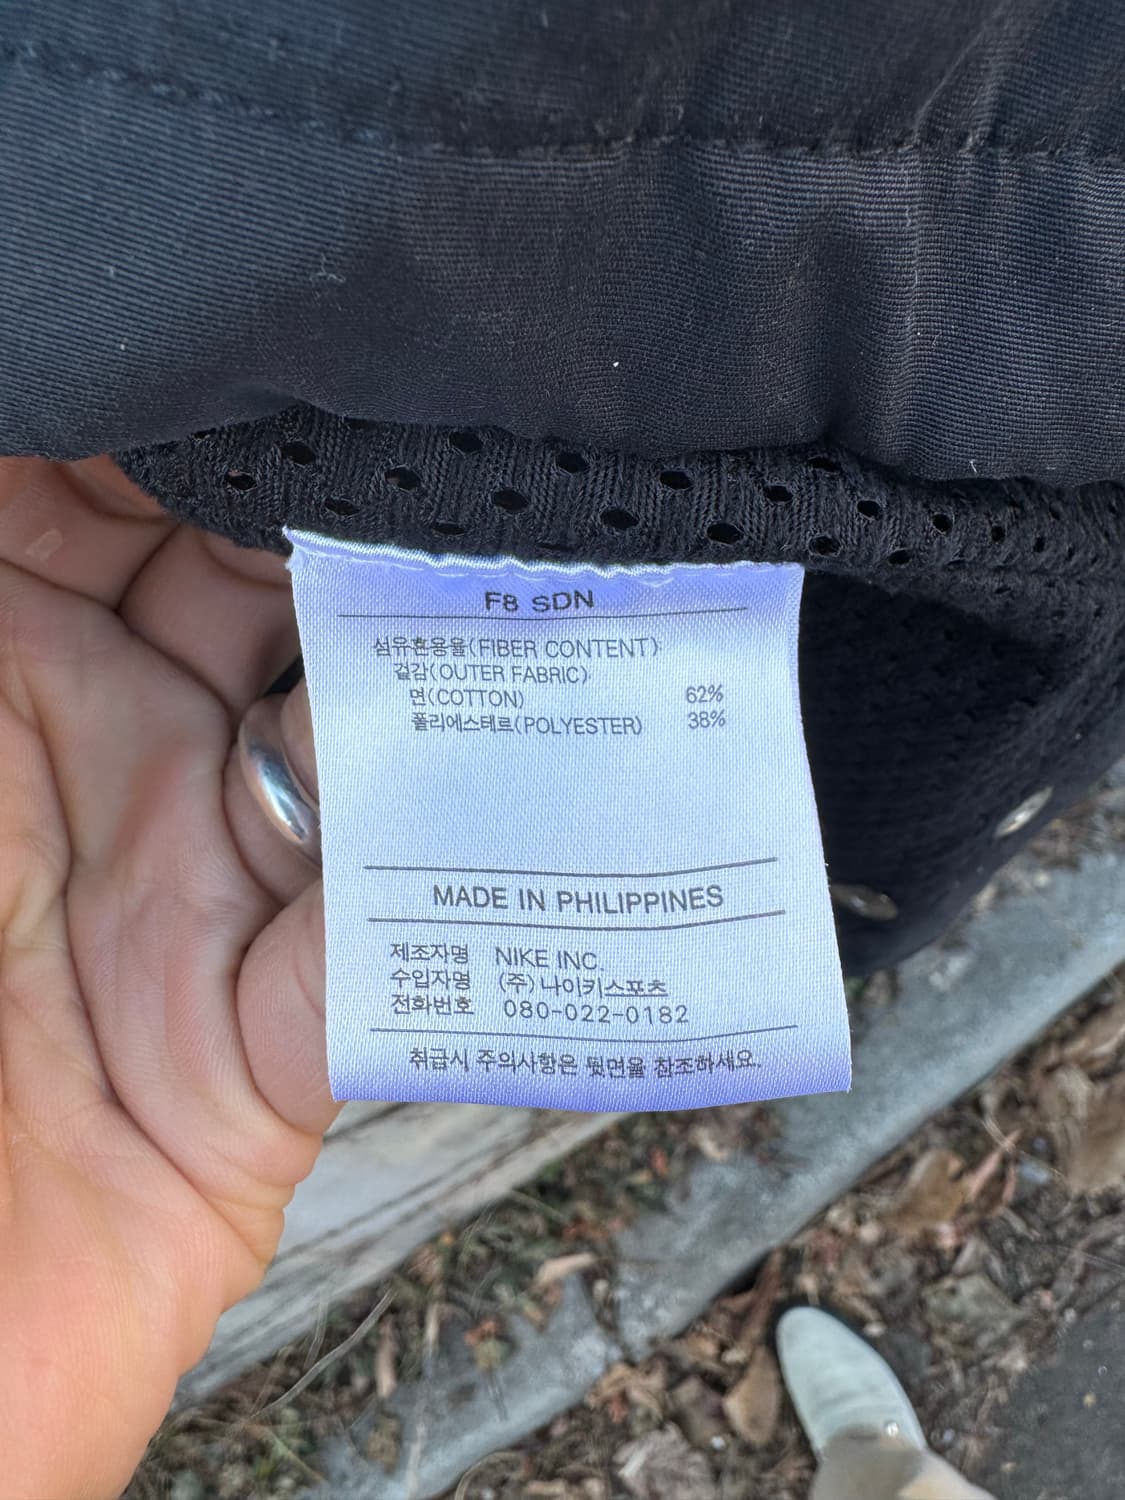 F8 SDN
섬유혼용율(FIBER CONTENT):
겉감(OUTER FABRIC):
면(COTTON) 62%
폴리에스테르(POLYESTER) 38%
MADE IN PHILIPPINES
제조자명 NIKE INC.
수입자명 (주)나이키스포츠
전화번호 080-022-0182
취급시 주의사항은 뒷면을 참조하세요.